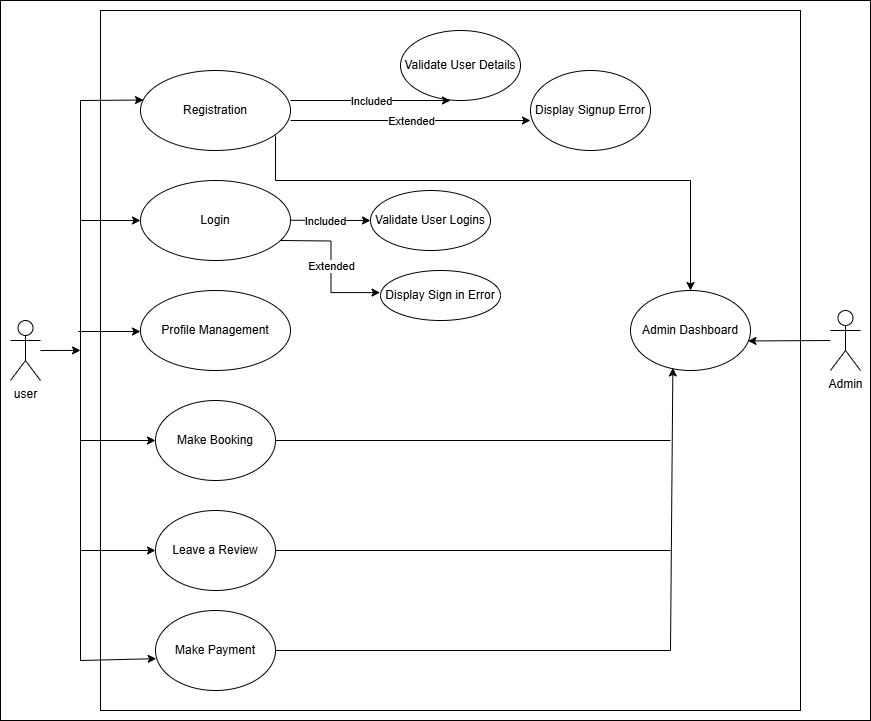 Validate User Details
Registration
Included
Display Signup Error
Extended
Login
Included
Validate User Logins
Extended
Display Sign in Error
Profile Management
Admin Dashboard
user
Admin
Make Booking
Leave a Review
Make Payment